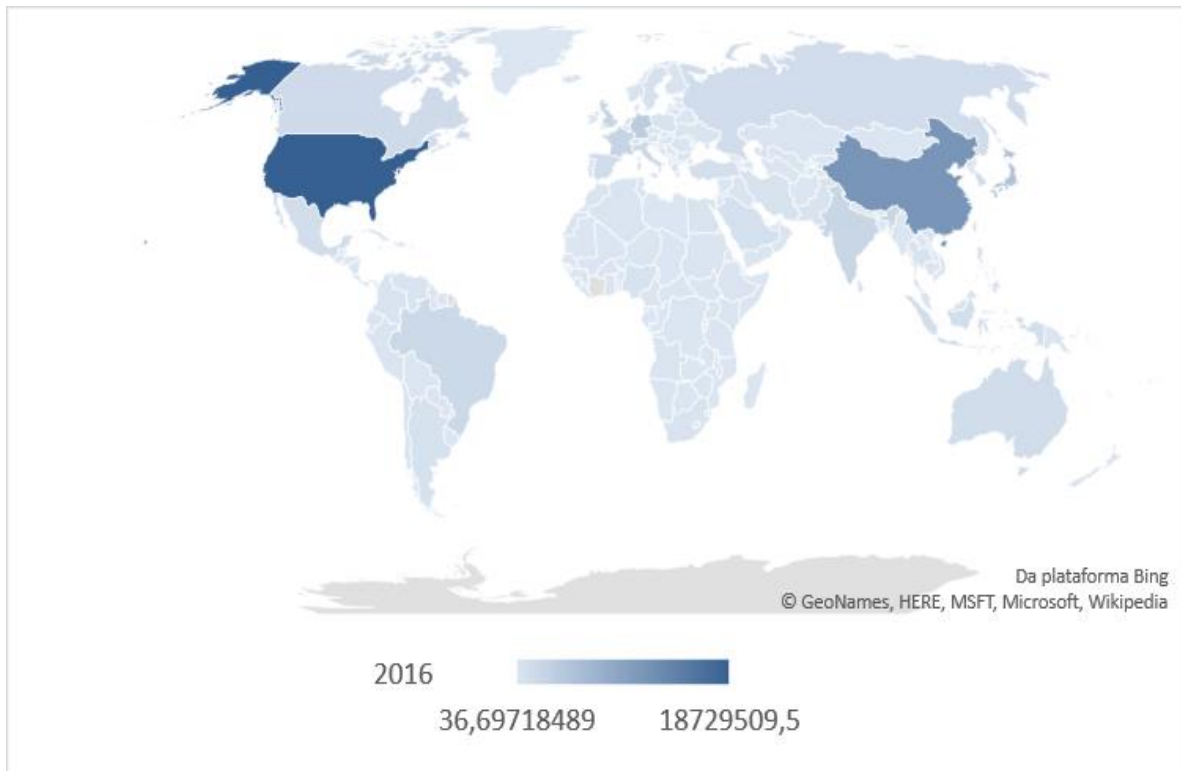 Da plataforma Bing
© GeoNames, HERE, MSFT, Microsoft, Wikipedia
2016
36,69718489 18729509,5